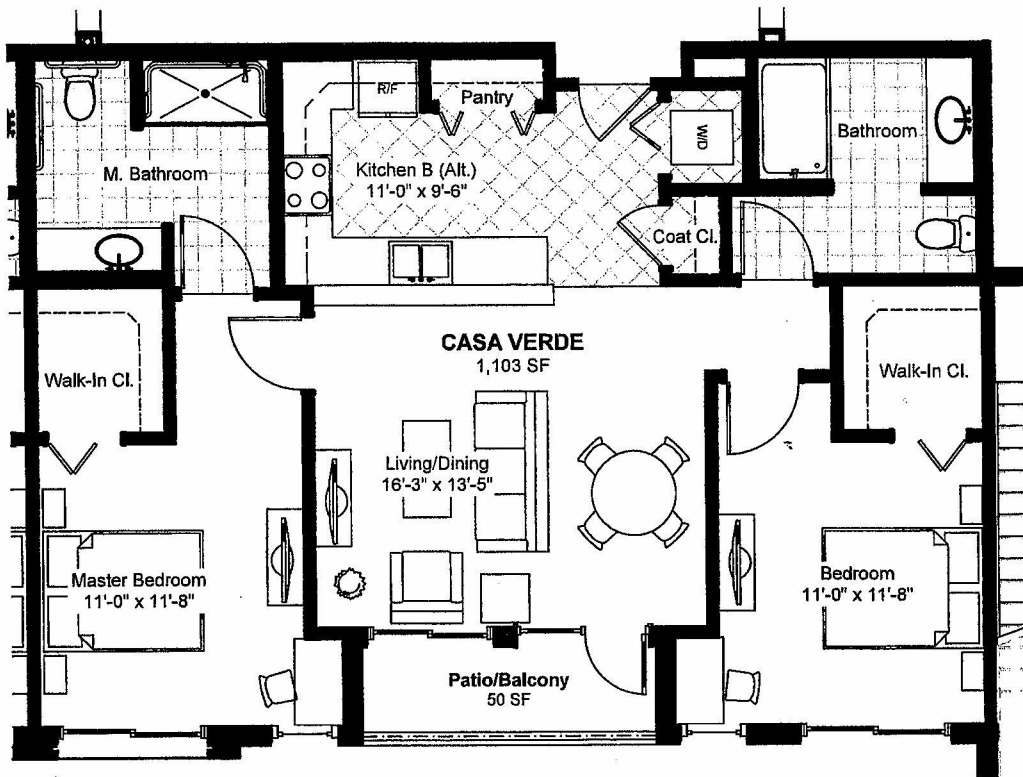 R/F
Pantry
W/D
Bathroom
M. Bathroom
Kitchen B (Alt.)
11'-0" x 9'-6"
Coat Cl.
CASA VERDE
1,103 SF
Walk-In Cl.
Walk-In Cl.
Living/Dining
16'-3" x 13'-5"
Master Bedroom
11'-0" x 11'-8"
Bedroom
11'-0" x 11'-8"
Patio/Balcony
50 SF